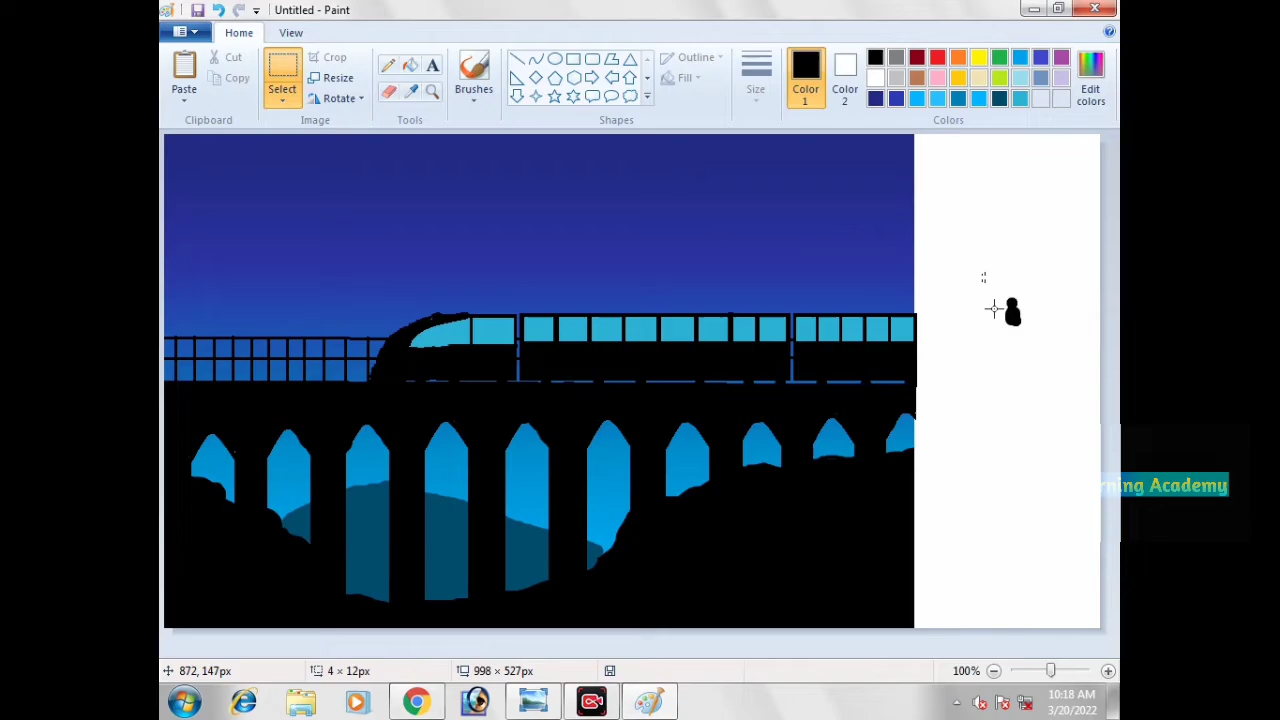 Untitled - Paint
Home
View
Paste
Cut
Copy
Clipboard
Select
Crop
Resize
Rotate
Image
Tools
Brushes
Outline
Fill
Shapes
Size
Color 1
Color 2
Edit colors
Colors
rning Academy
872, 147px
4 × 12px
998 × 527px
100%
10:18 AM
3/20/2022